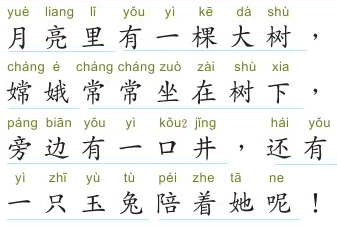 yuè liang lǐ yǒu yì kē dà shù
月亮里有一棵大树，
cháng é cháng cháng zuò zài shù xia
嫦娥常常坐在树下，
páng biān yǒu yì kǒu2 jǐng hái yǒu
旁边有一口井，还有
yì zhī yù tù péi zhe tā ne
一只玉兔陪着她呢！